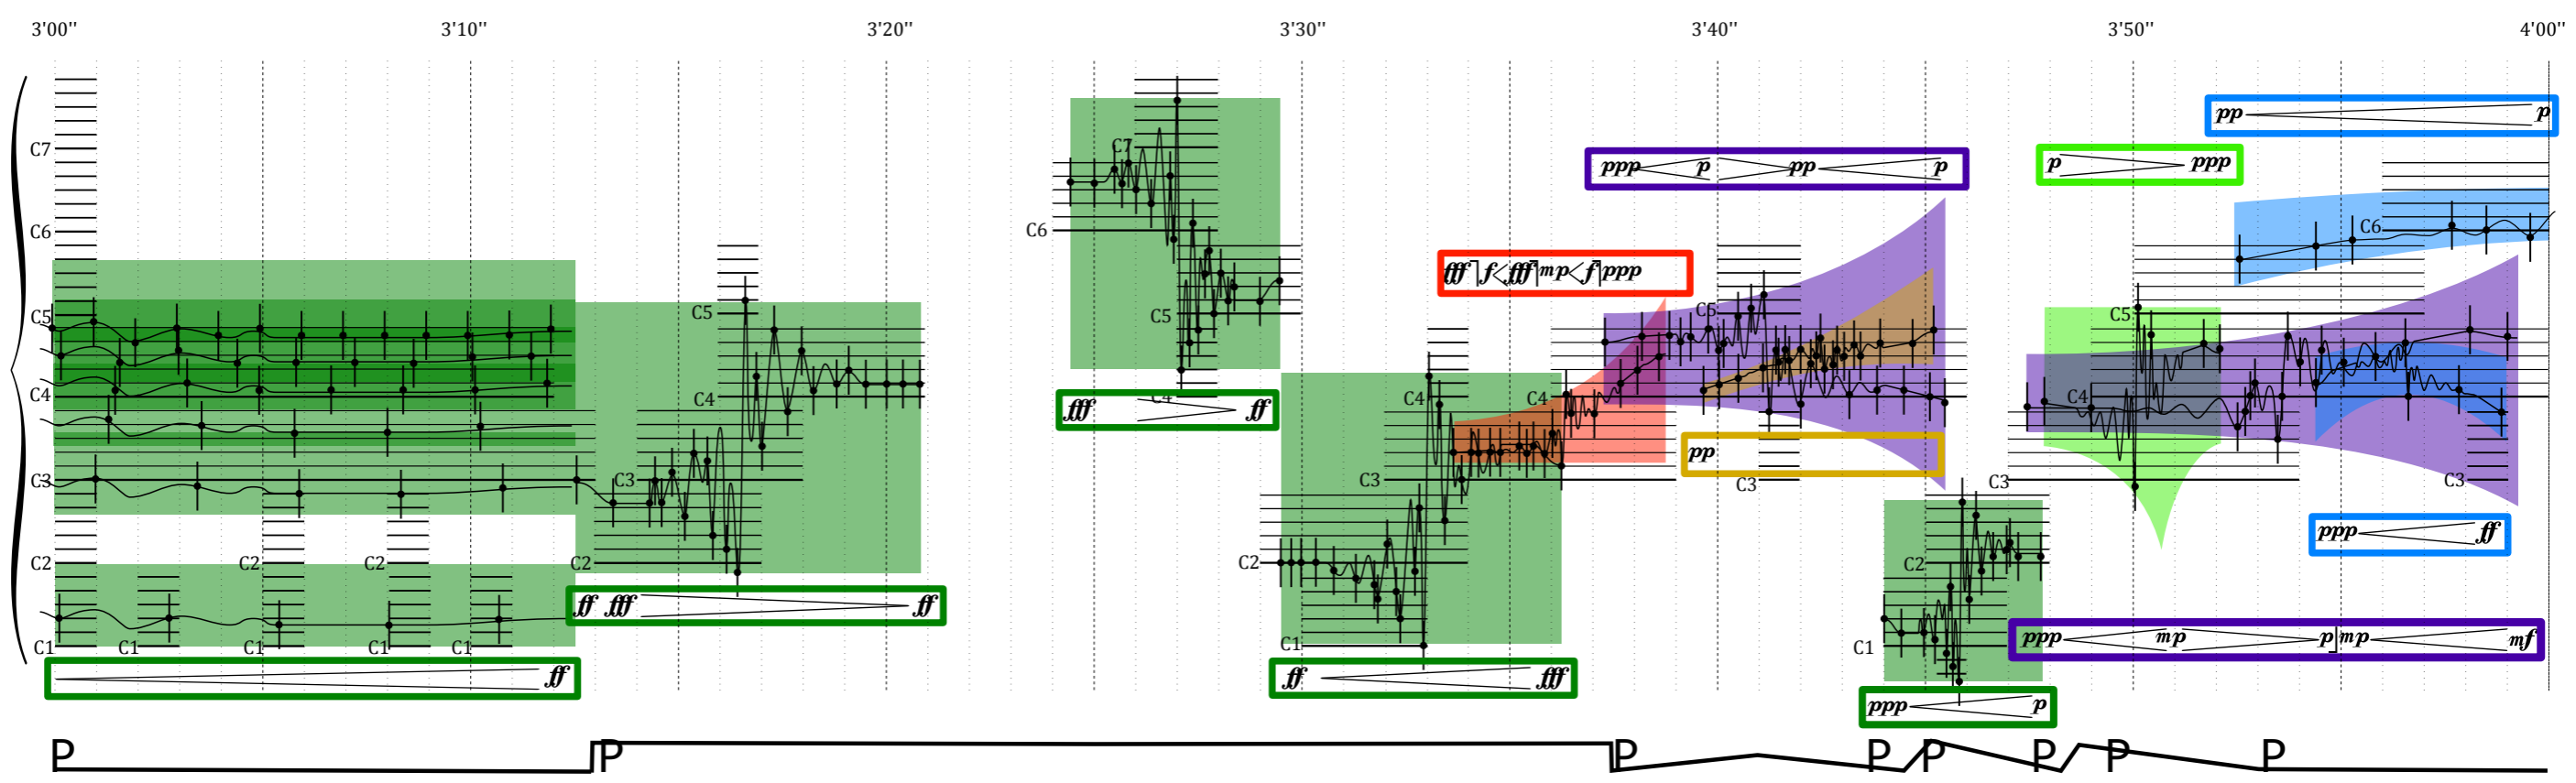 3'00'' 3'10'' 3'20'' 3'30'' 3'40'' 3'50'' 4'00''
pp p
C7 C7 ppp p pp p p ppp
C6 C6 C6
fff f fff mp f ppp
C5 C5 C5 C5 C5
C4 C4 C4 C4 C4 C4
fff ff
pp
C3 C3 C3 C3 C3 C3
ppp ff
C2 C2 C2 C2 C2 C2
ff fff ff
C1 C1 C1 C1 C1 C1 C1
ppp mp p mp mf
ff
ff fff
ppp p
P P P P P P P P